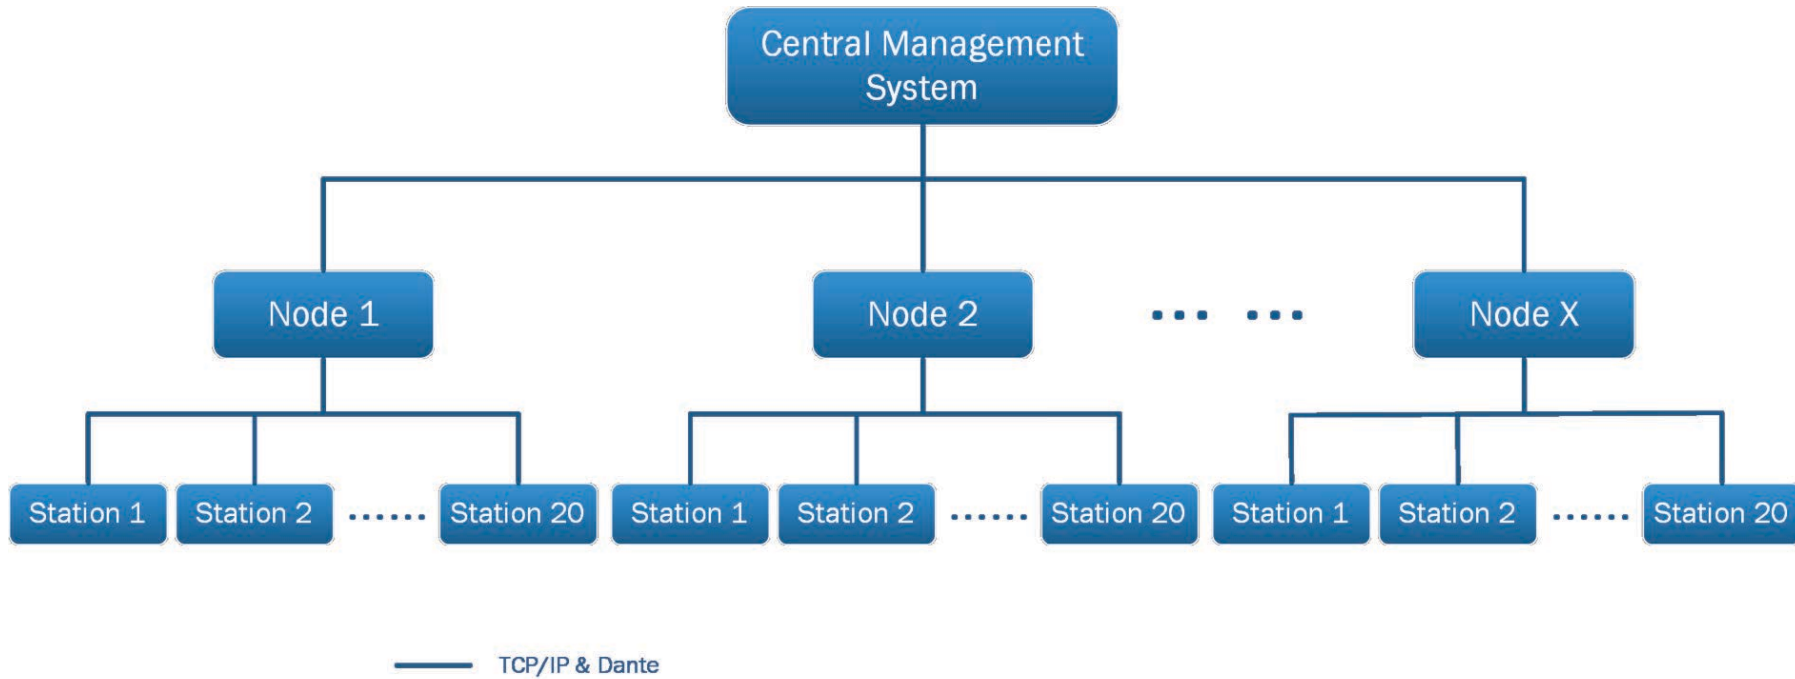 Central Management
System
Node 1
Node 2
... ...
Node X
Station 1
Station 2
......
Station 20
Station 1
Station 2
......
Station 20
Station 1
Station 2
......
Station 20
TCP/IP & Dante